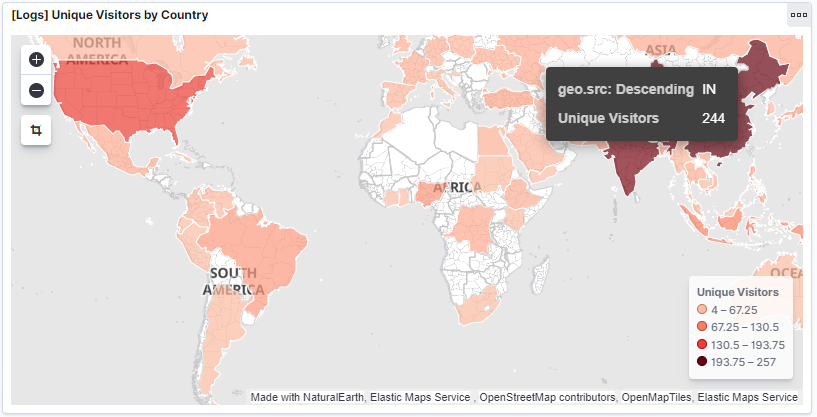 [Logs] Unique Visitors by Country
NORTH
AMERICA
ASIA
geo.src: Descending IN
Unique Visitors 244
AFRICA
SOUTH
AMERICA
OCEA
Unique Visitors
4 – 67.25
67.25 – 130.5
130.5 – 193.75
193.75 – 257
Made with NaturalEarth, Elastic Maps Service , OpenStreetMap contributors, OpenMapTiles, Elastic Maps Service